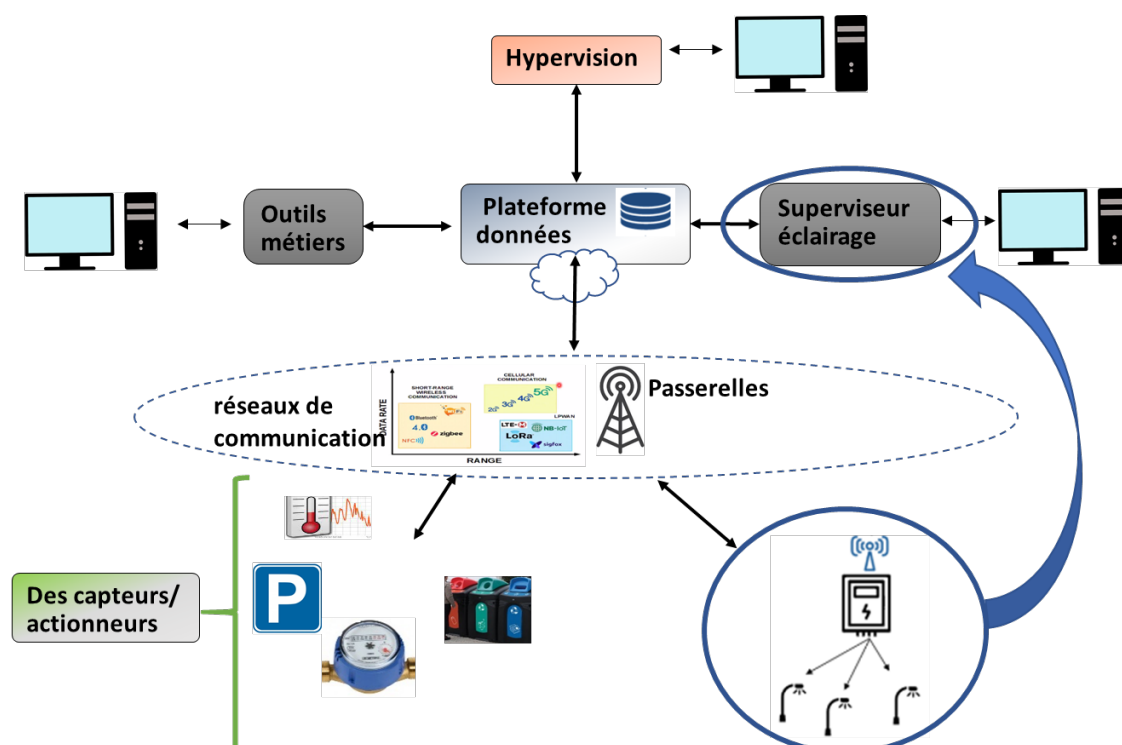 Hypervision
Outils
métiers
Plateforme
données
Superviseur
éclairage
réseaux de
communication
DATA RATE
SHORT-RANGE
WIRELESS
COMMUNICATION
WiFi
Bluetooth
4.0
zigbee
NFC
CELLULAR
COMMUNICATION
2G 3G 4G 5G
LPWAN
LTE-M
NB-IoT
LoRa
sigfox
RANGE
Passerelles
Des capteurs/
actionneurs
P